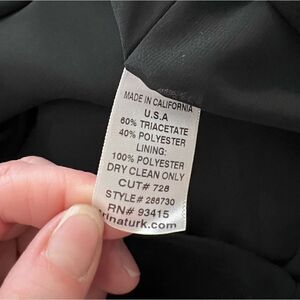 MADE IN CALIFORNIA
U.S.A
60% TRIACETATE
40% POLYESTER
LINING:
100% POLYESTER
DRY CLEAN ONLY
CUT# 728
STYLE# 288730
RN# 93415
rinaturk.com